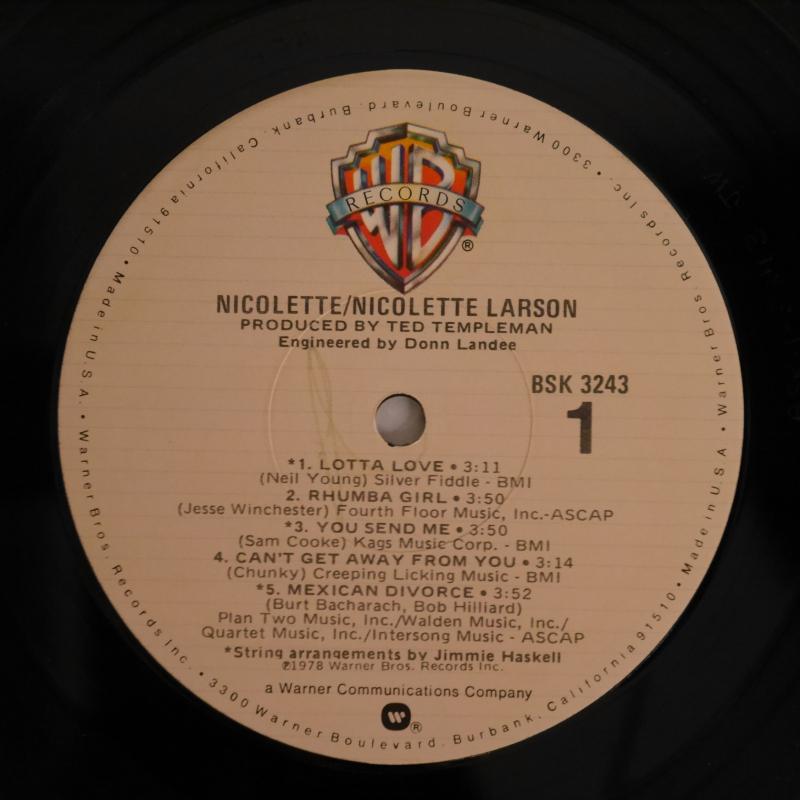 WB
RECORDS
®
NICOLETTE/NICOLETTE LARSON
PRODUCED BY TED TEMPLEMAN
Engineered by Donn Landee
BSK 3243
1
*1. LOTTA LOVE • 3:11
(Neil Young) Silver Fiddle - BMI
2. RHUMBA GIRL • 3:50
(Jesse Winchester) Fourth Floor Music, Inc.-ASCAP
*3. YOU SEND ME • 3:50
(Sam Cooke) Kags Music Corp. - BMI
4. CAN'T GET AWAY FROM YOU • 3:14
(Chunky) Creeping Licking Music - BMI
*5. MEXICAN DIVORCE • 3:52
(Burt Bacharach, Bob Hilliard)
Plan Two Music, Inc./Walden Music, Inc./
Quartet Music, Inc./Intersong Music - ASCAP
*String arrangements by Jimmie Haskell
℗1978 Warner Bros. Records Inc.
a Warner Communications Company
®
Warner Bros. Records Inc. • 3300 Warner Boulevard. Burbank. California 91510 • Made in U.S.A. •
Warner Bros. Records Inc. • 3300 Warner Boulevard. Burbank. California 91510 • Made in U.S.A •